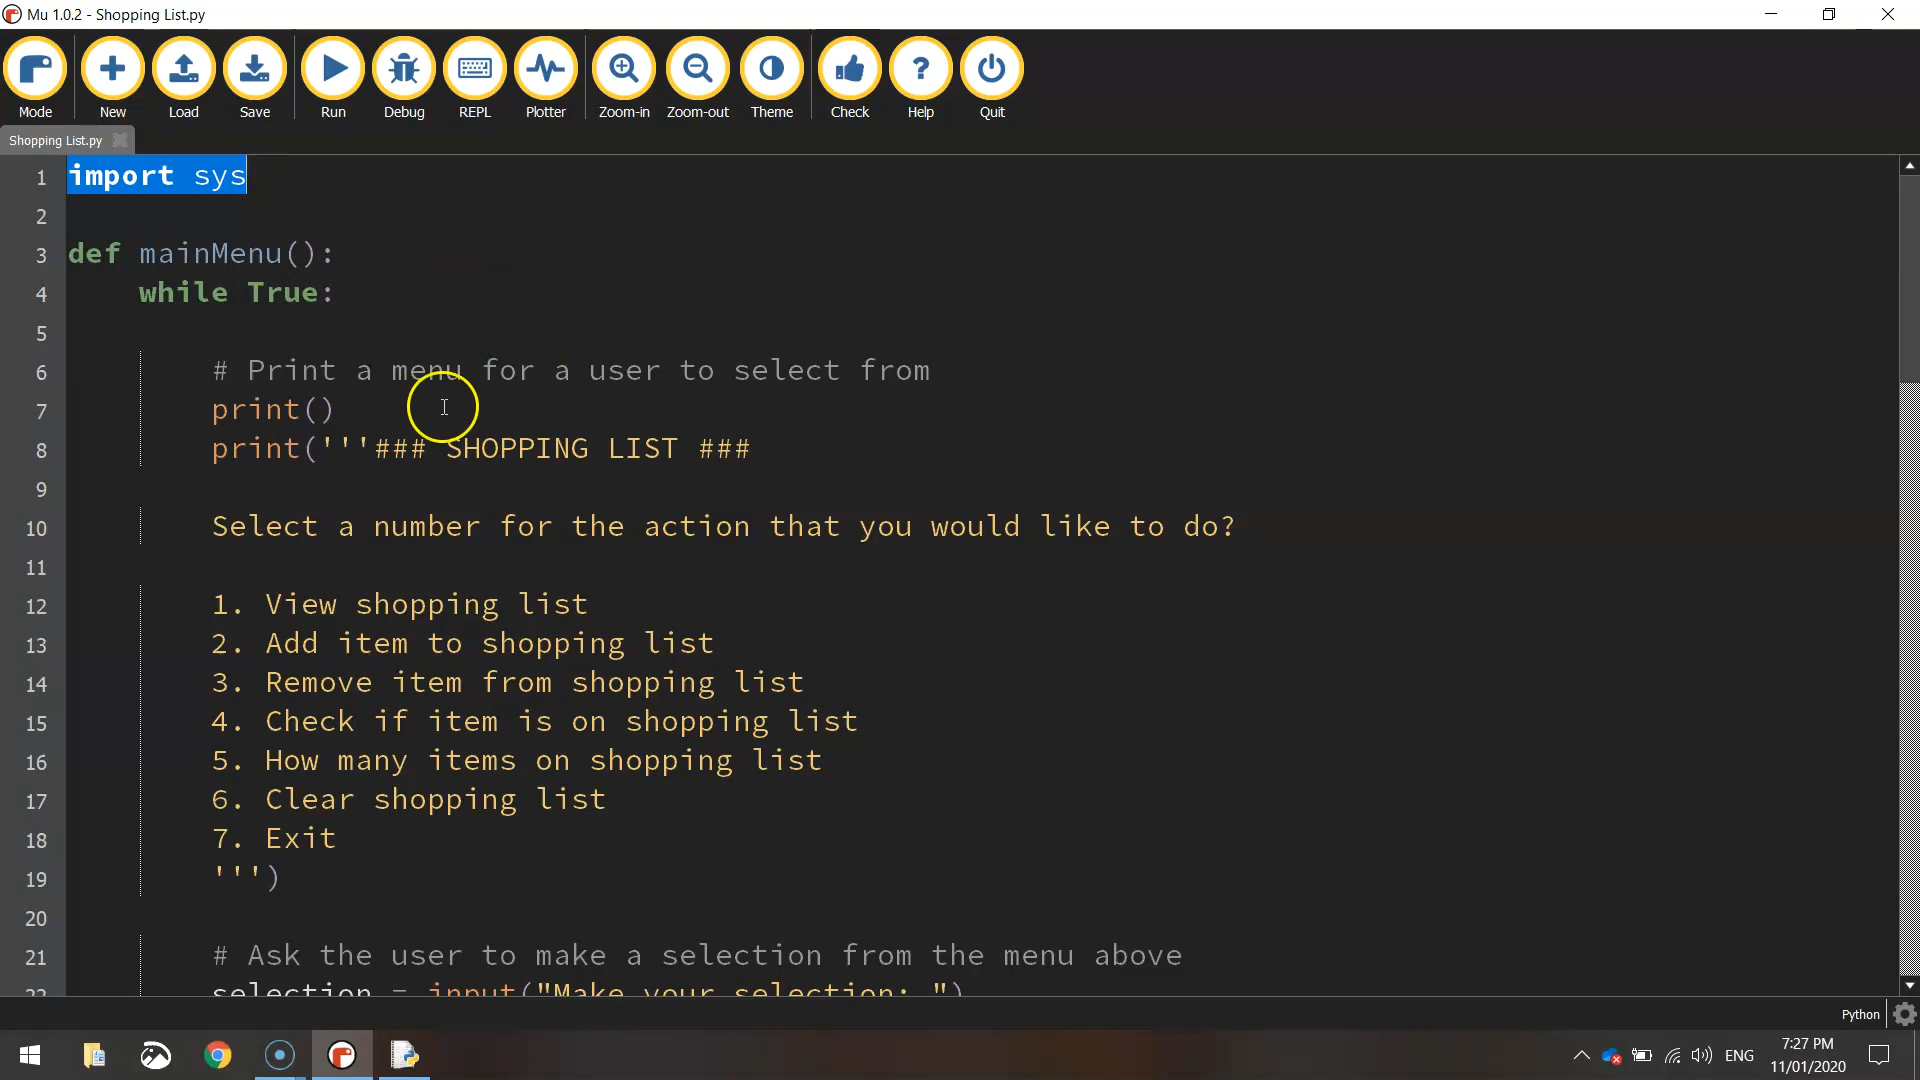 Mu 1.0.2 - Shopping List.py
Mode New Load Save Run Debug REPL Plotter Zoom-in Zoom-out Theme Check Help Quit
Shopping List.py
1 import sys
2
3 def mainMenu():
4 while True:
5
6 # Print a menu for a user to select from
7 print()
8 print('''### SHOPPING LIST ###
9
10 Select a number for the action that you would like to do?
11
12 1. View shopping list
13 2. Add item to shopping list
14 3. Remove item from shopping list
15 4. Check if item is on shopping list
16 5. How many items on shopping list
17 6. Clear shopping list
18 7. Exit
19 ''')
20
21 # Ask the user to make a selection from the menu above
22 selection = input("Make your selection: ")
Python
ENG
7:27 PM
11/01/2020